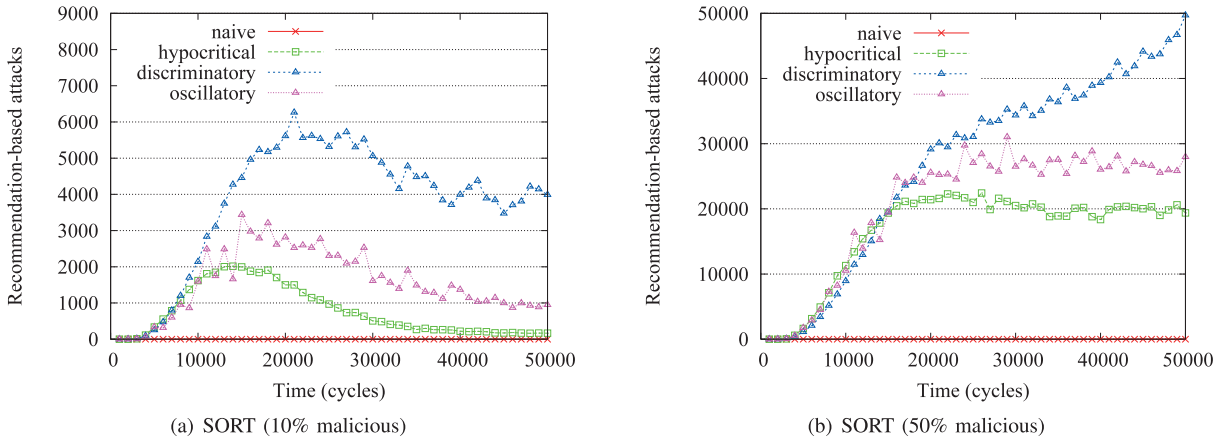 9000
8000
7000
6000
5000
4000
3000
2000
1000
0
Recommendation-based attacks
naive
hypocritical
discriminatory
oscillatory
0 10000 20000 30000 40000 50000
Time (cycles)
(a) SORT (10% malicious)
50000
40000
30000
20000
10000
0
Recommendation-based attacks
naive
hypocritical
discriminatory
oscillatory
0 10000 20000 30000 40000 50000
Time (cycles)
(b) SORT (50% malicious)